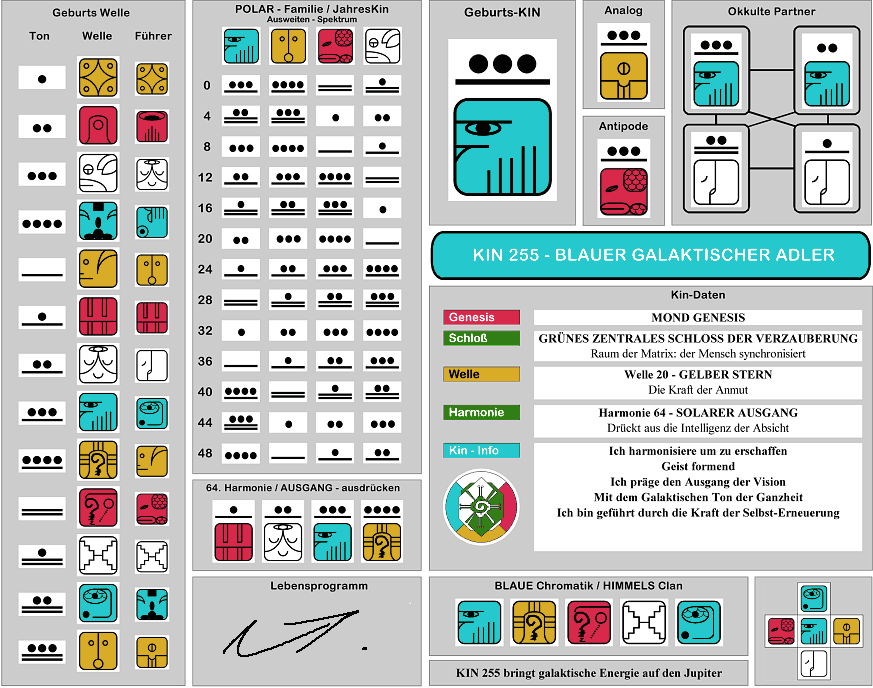 Geburts Welle
Ton Welle Führer
POLAR - Familie / JahresKin
Ausweiten - Spektrum
0
4
8
12
16
20
24
28
32
36
40
44
48
64. Harmonie / AUSGANG - ausdrücken
Lebensprogramm
Geburts-KIN
Analog
Antipode
Okkulte Partner
KIN 255 - BLAUER GALAKTISCHER ADLER
Kin-Daten
Genesis MOND GENESIS
Schloß GRÜNES ZENTRALES SCHLOSS DER VERZAUBERUNG
Raum der Matrix: der Mensch synchronisiert
Welle Welle 20 - GELBER STERN
Die Kraft der Anmut
Harmonie Harmonie 64 - SOLARER AUSGANG
Drückt aus die Intelligenz der Absicht
Kin - Info Ich harmonisiere um zu erschaffen
Geist formend
Ich präge den Ausgang der Vision
Mit dem Galaktischen Ton der Ganzheit
Ich bin geführt durch die Kraft der Selbst-Erneuerung
BLAUE Chromatik / HIMMELS Clan
KIN 255 bringt galaktische Energie auf den Jupiter